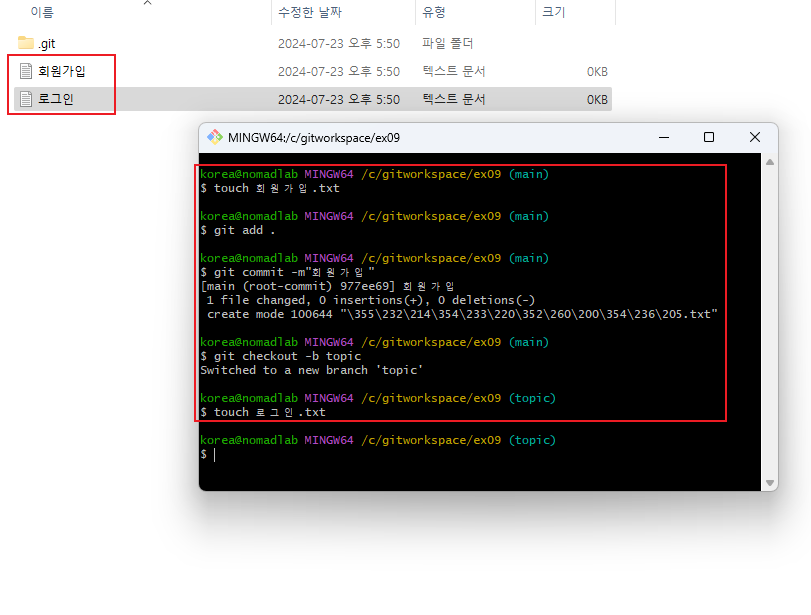 이름 수정한 날짜 유형 크기
.git 2024-07-23 오후 5:50 파일 폴더
회원가입 2024-07-23 오후 5:50 텍스트 문서 0KB
로그인 2024-07-23 오후 5:50 텍스트 문서 0KB
MINGW64:/c/gitworkspace/ex09
korea@nomadlab MINGW64 /c/gitworkspace/ex09 (main)
$ touch 회원가입.txt
korea@nomadlab MINGW64 /c/gitworkspace/ex09 (main)
$ git add .
korea@nomadlab MINGW64 /c/gitworkspace/ex09 (main)
$ git commit -m"회원가입"
[main (root-commit) 977ee69] 회원가입
1 file changed, 0 insertions(+), 0 deletions(-)
create mode 100644 "\355\232\214\354\233\220\352\260\200\354\236\205.txt"
korea@nomadlab MINGW64 /c/gitworkspace/ex09 (main)
$ git checkout -b topic
Switched to a new branch 'topic'
korea@nomadlab MINGW64 /c/gitworkspace/ex09 (topic)
$ touch 로그인.txt
korea@nomadlab MINGW64 /c/gitworkspace/ex09 (topic)
$